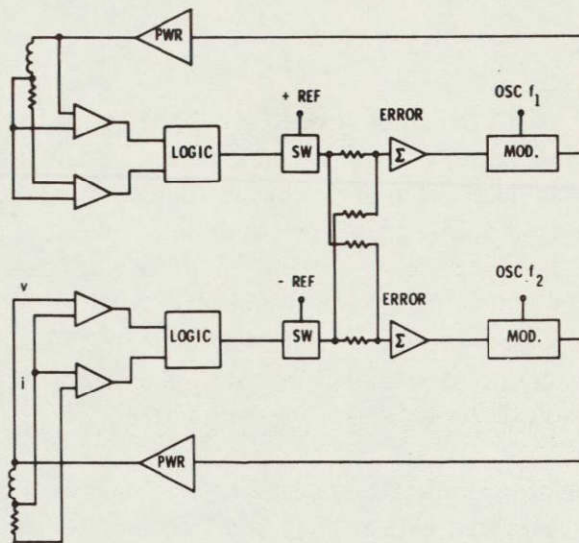 PWR
+ REF
ERROR
OSC f1
LOGIC
SW
Σ
MOD.
v
- REF
ERROR
OSC f2
LOGIC
SW
Σ
MOD.
i
PWR